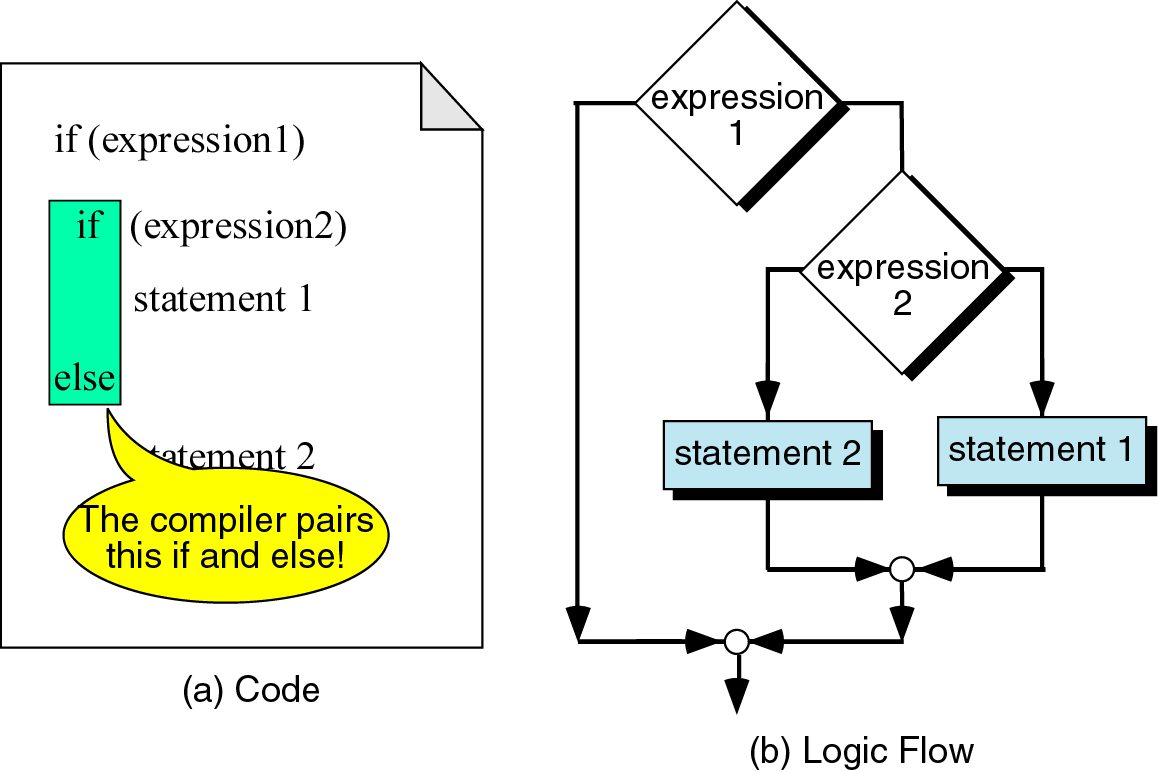 if (expression1)
if (expression2)
statement 1
else
statement 2
The compiler pairs
this if and else!
(a) Code
expression
1
expression
2
statement 2
statement 1
(b) Logic Flow